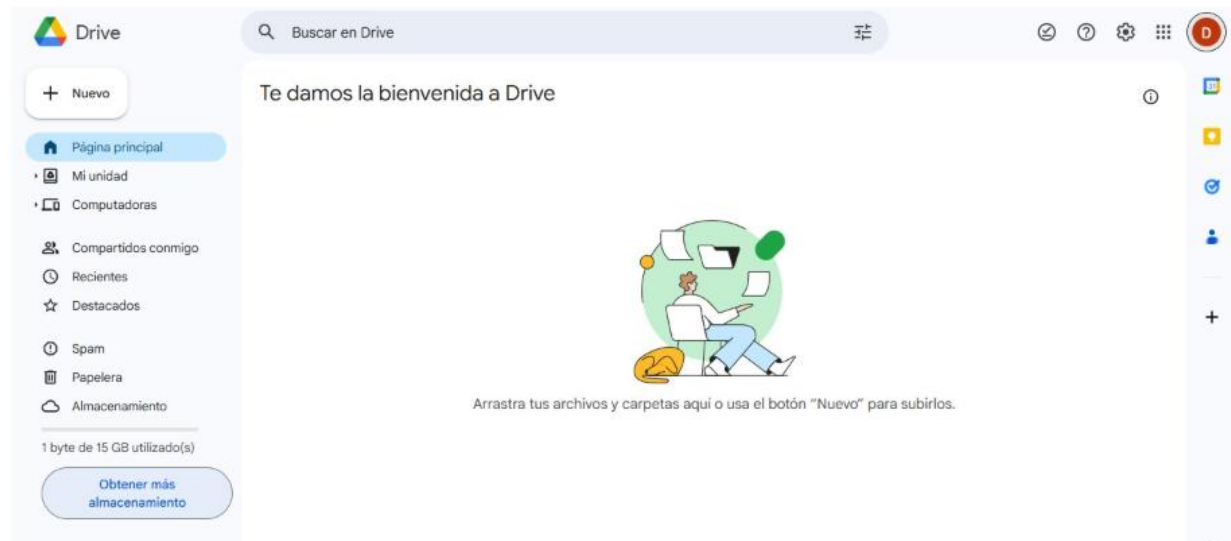 Drive
Buscar en Drive
D
Nuevo
Te damos la bienvenida a Drive
31
Página principal
Mi unidad
Computadoras
Compartidos conmigo
Recientes
Destacados
Spam
Papelera
Almacenamiento
Arrastra tus archivos y carpetas aquí o usa el botón “Nuevo” para subirlos.
1 byte de 15 GB utilizado(s)
Obtener más
almacenamiento